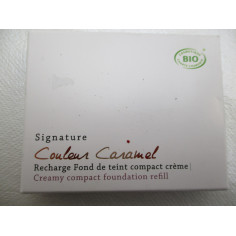 BIO
Signature
Couleur Caramel
Recharge Fond de teint compact crème
Creamy compact foundation refill